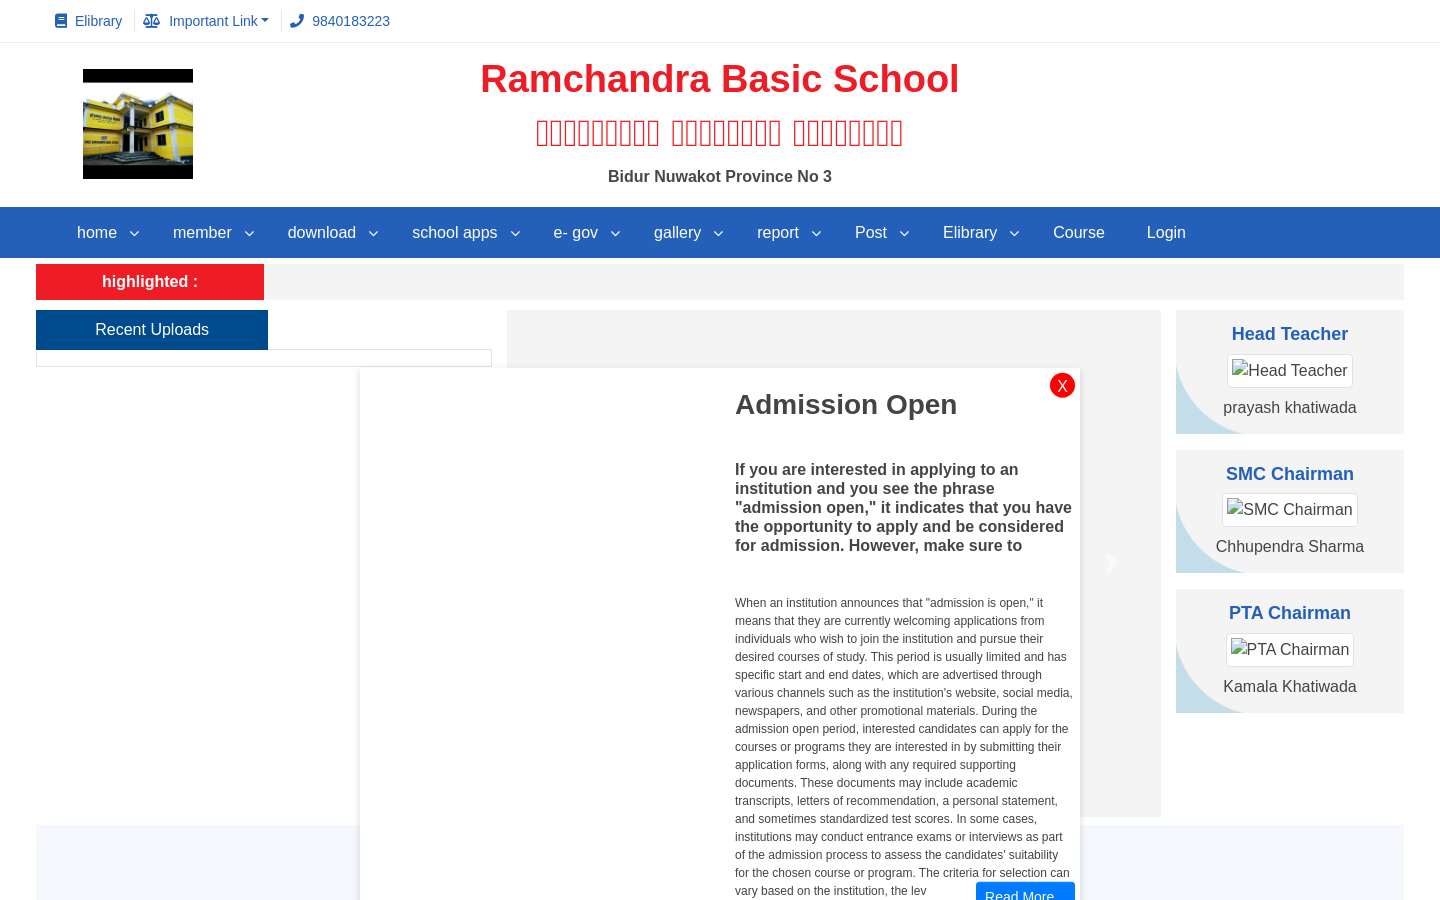 Elibrary
Important Link
9840183223
Ramchandra Basic School
Bidur Nuwakot Province No 3
home
member
download
school apps
e- gov
gallery
report
Post
Elibrary
Course
Login
highlighted :
Recent Uploads
X
Admission Open
If you are interested in applying to an
institution and you see the phrase
"admission open," it indicates that you have
the opportunity to apply and be considered
for admission. However, make sure to
When an institution announces that "admission is open," it
means that they are currently welcoming applications from
individuals who wish to join the institution and pursue their
desired courses of study. This period is usually limited and has
specific start and end dates, which are advertised through
various channels such as the institution's website, social media,
newspapers, and other promotional materials. During the
admission open period, interested candidates can apply for the
courses or programs they are interested in by submitting their
application forms, along with any required supporting
documents. These documents may include academic
transcripts, letters of recommendation, a personal statement,
and sometimes standardized test scores. In some cases,
institutions may conduct entrance exams or interviews as part
of the admission process to assess the candidates' suitability
for the chosen course or program. The criteria for selection can
vary based on the institution, the lev
Read More
Head Teacher
Head Teacher
prayash khatiwada
SMC Chairman
SMC Chairman
Chhupendra Sharma
PTA Chairman
PTA Chairman
Kamala Khatiwada